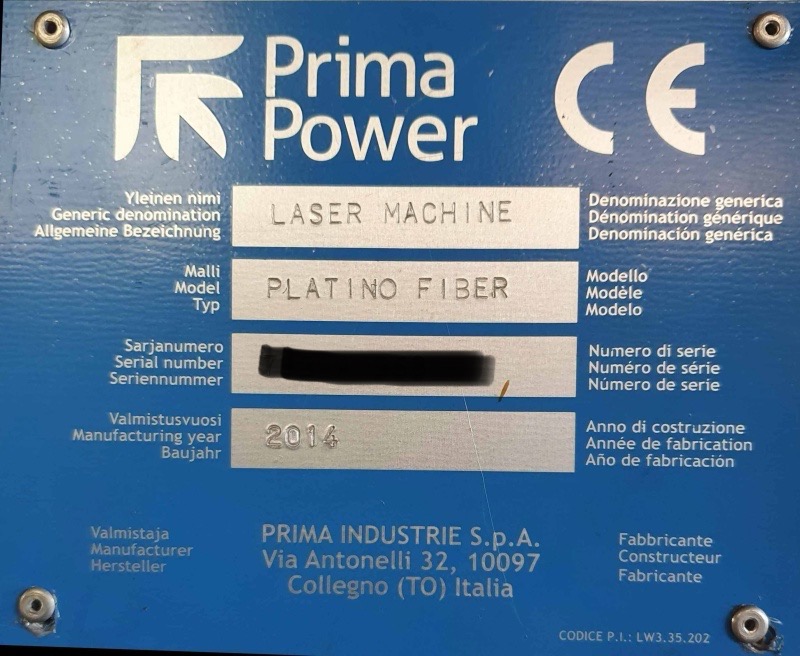 Prima
Power
CE
Yleinen nimi
Generic denomination
Allgemeine Bezeichnung
LASER MACHINE
Denominazione generica
Dénomination générique
Denominación genérica
Malli
Model
Typ
PLATINO FIBER
Modello
Modèle
Modelo
Sarjanumero
Serial number
Seriennummer
Numero di serie
Numéro de série
Número de serie
Valmistusvuosi
Manufacturing year
Baujahr
2014
Anno di costruzione
Année de fabrication
Año de fabricación
Valmistaja
Manufacturer
Hersteller
PRIMA INDUSTRIE S.p.A.
Via Antonelli 32, 10097
Collegno (TO) Italia
Fabbricante
Constructeur
Fabricante
CODICE P.I.: LW3.35.202